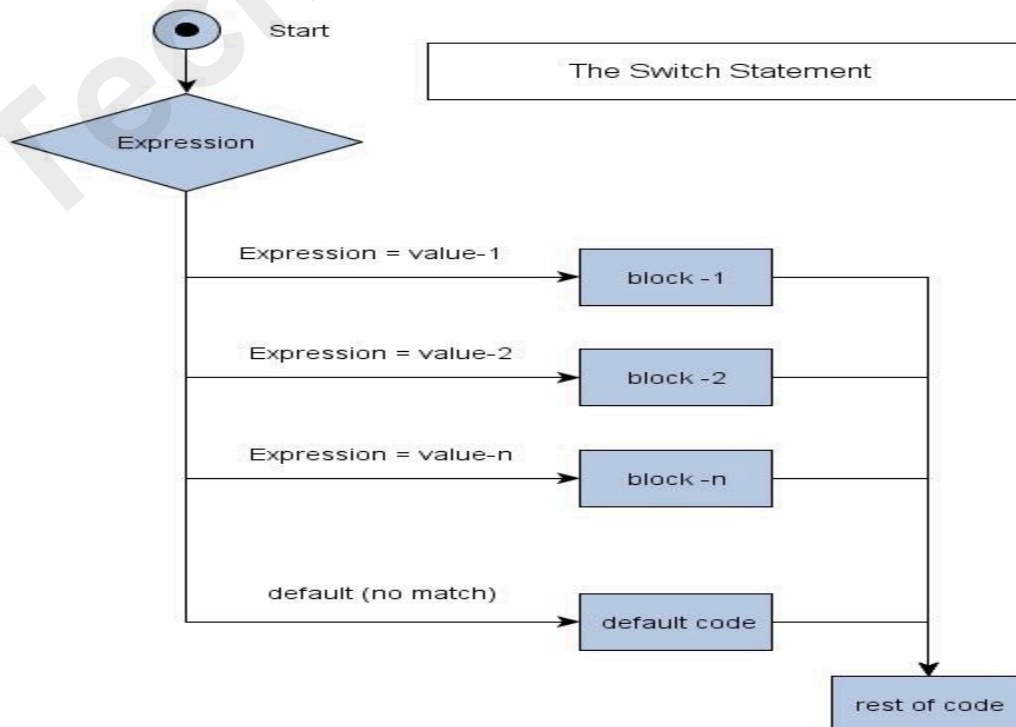 Start
The Switch Statement
Expression
Expression = value-1
block -1
Expression = value-2
block -2
Expression = value-n
block -n
default (no match)
default code
rest of code